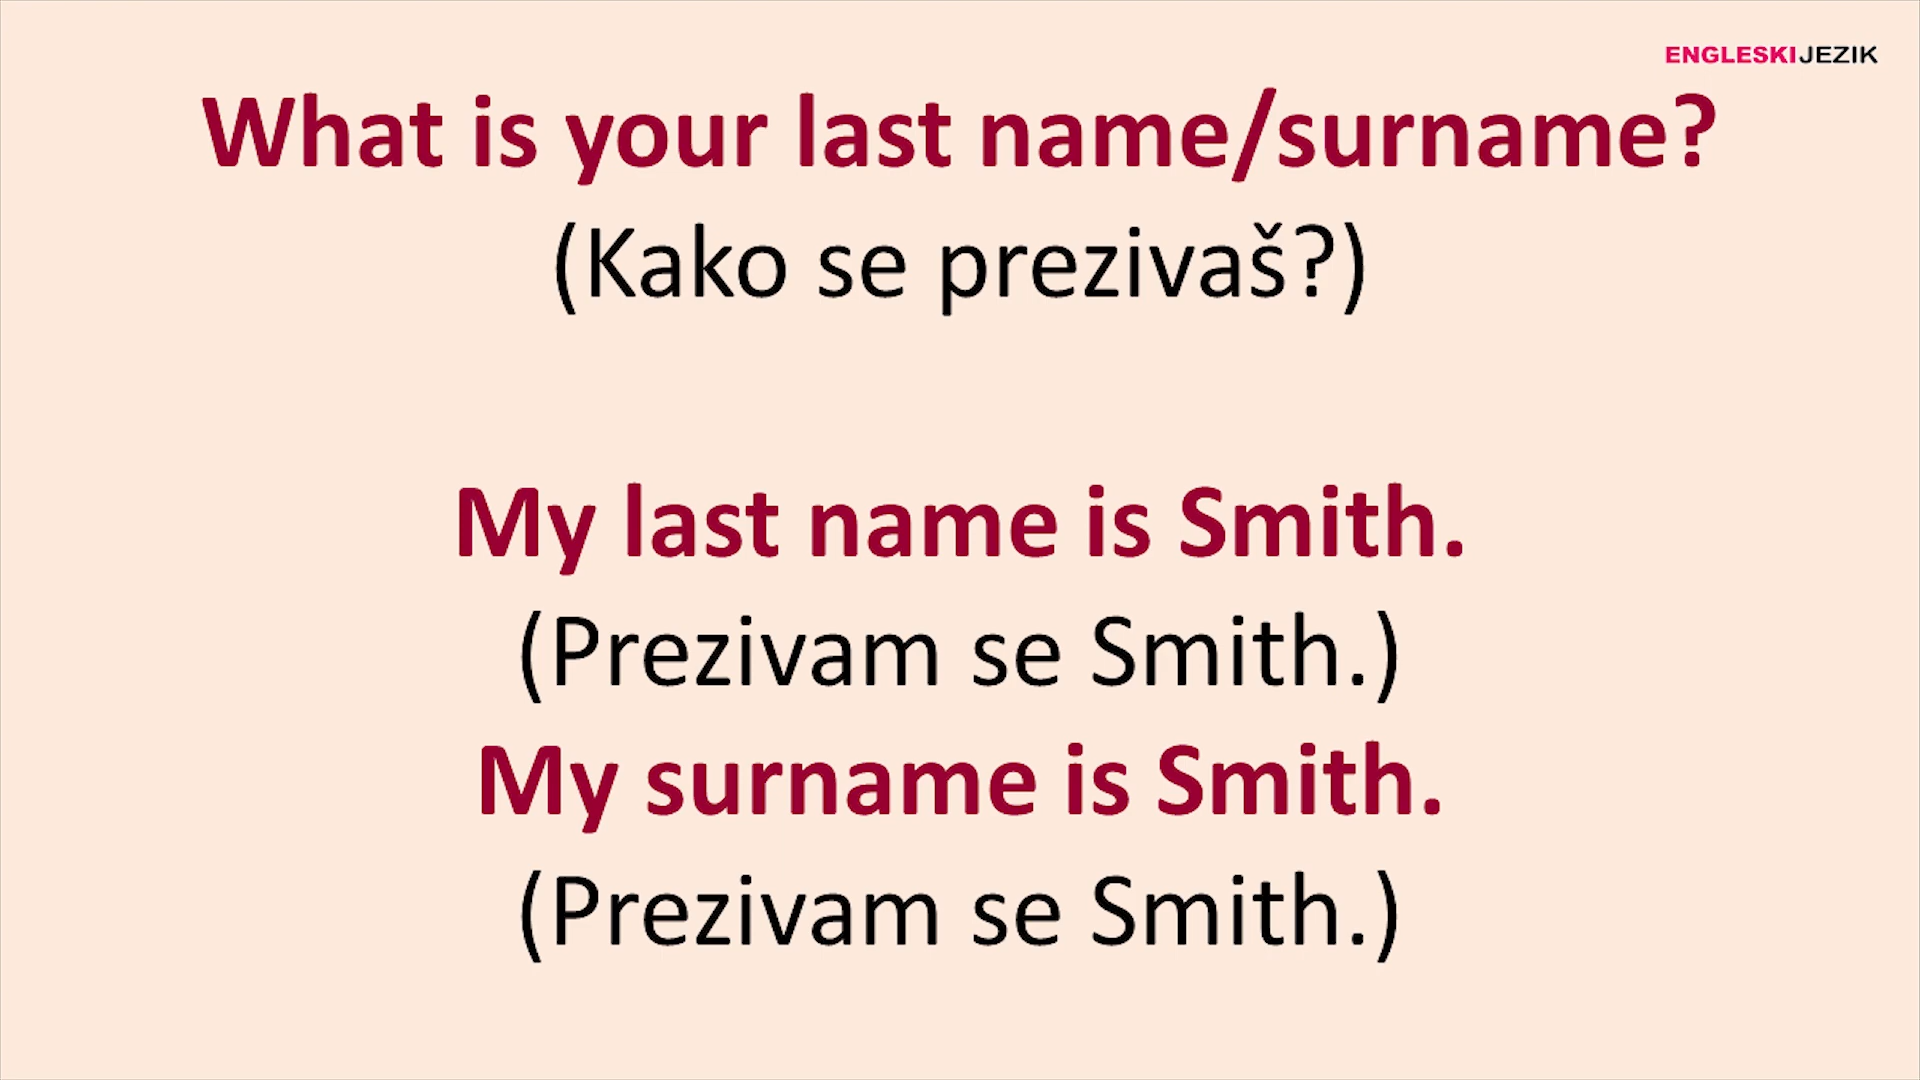 ENGLESKIJEZIK
What is your last name/surname?
(Kako se prezivaš?)
My last name is Smith.
(Prezivam se Smith.)
My surname is Smith.
(Prezivam se Smith.)